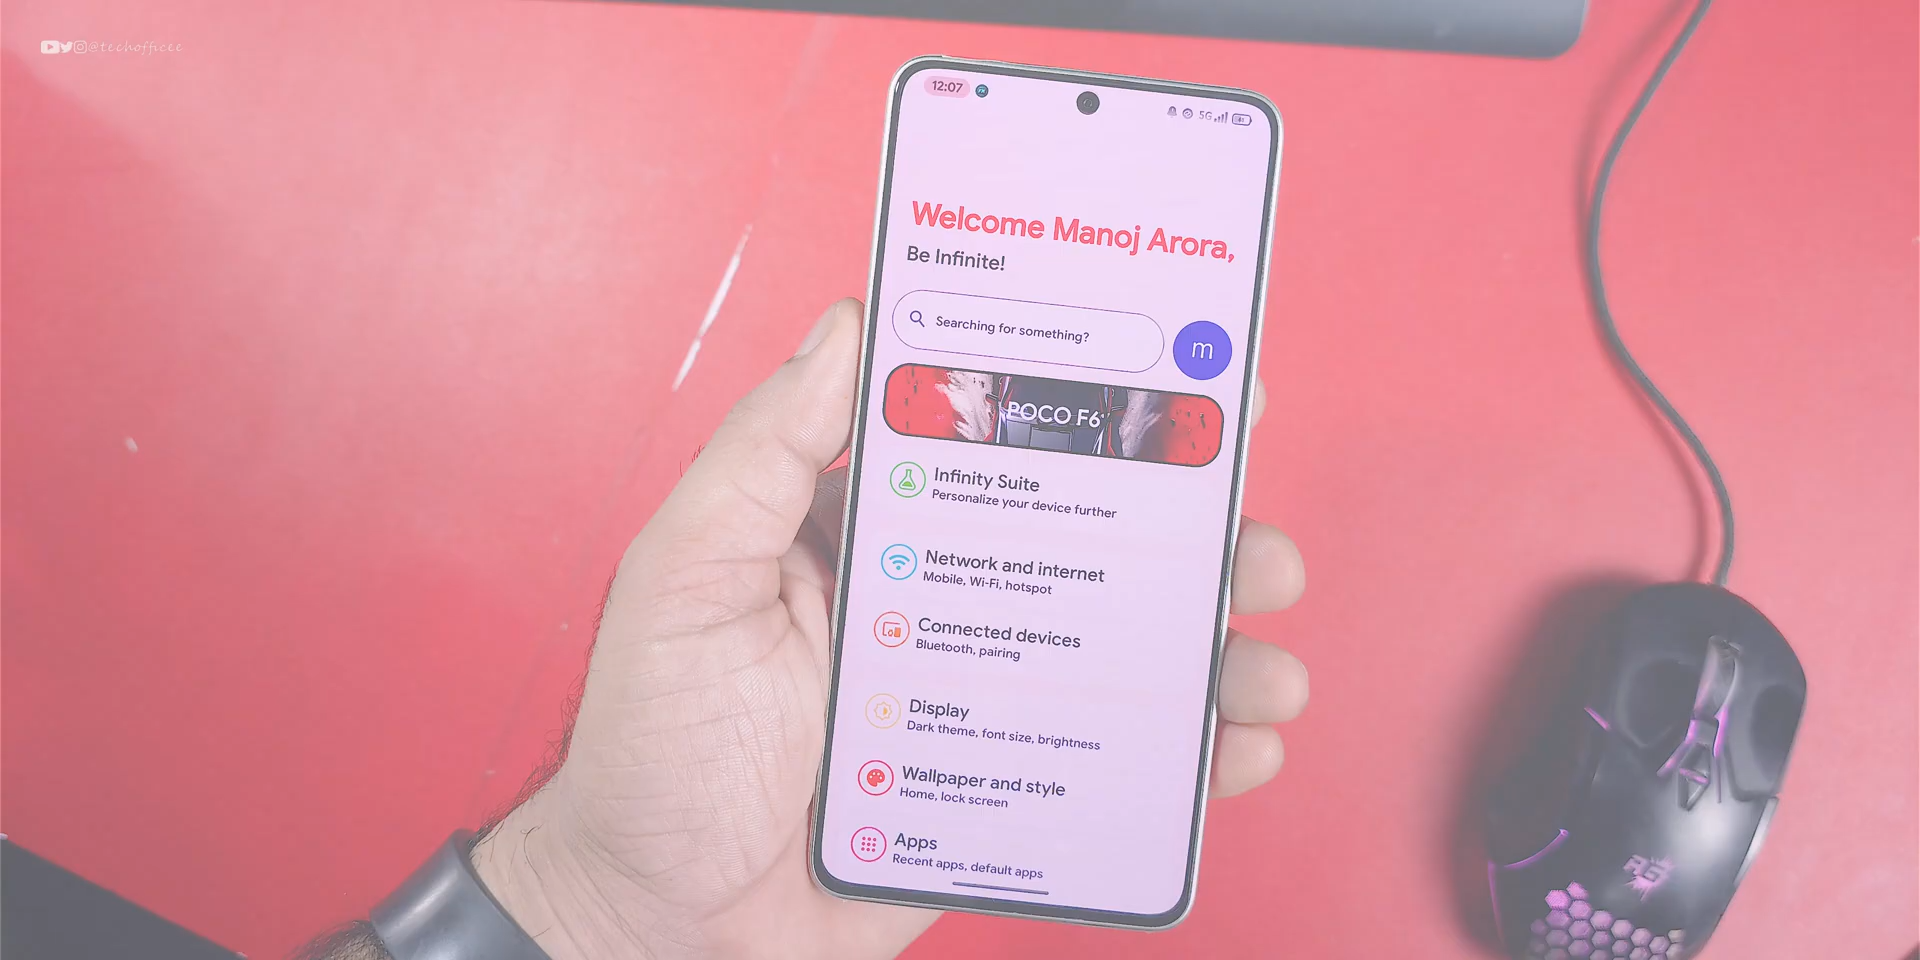 @techofficee
12:07
5G
Welcome Manoj Arora,
Be Infinite!
Searching for something?
m
POCO F6
Infinity Suite
Personalize your device further
Network and internet
Mobile, Wi-Fi, hotspot
Connected devices
Bluetooth, pairing
Display
Dark theme, font size, brightness
Wallpaper and style
Home, lock screen
Apps
Recent apps, default apps